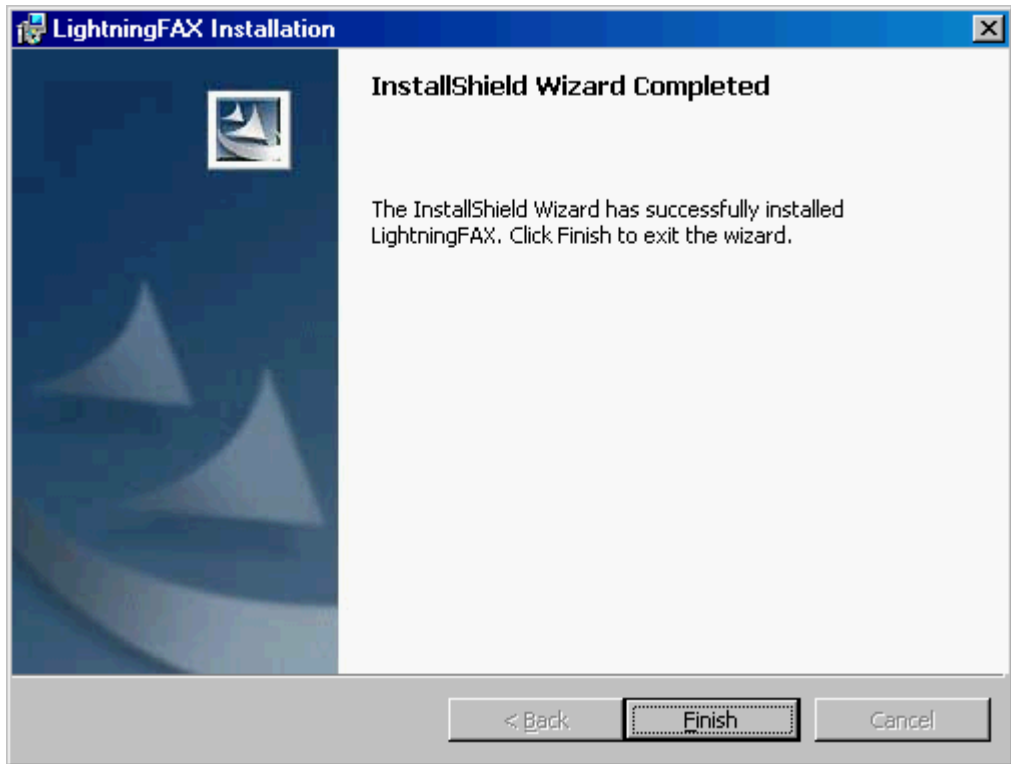 LightningFAX Installation
InstallShield Wizard Completed
The InstallShield Wizard has successfully installed
LightningFAX. Click Finish to exit the wizard.
< Back Finish Cancel